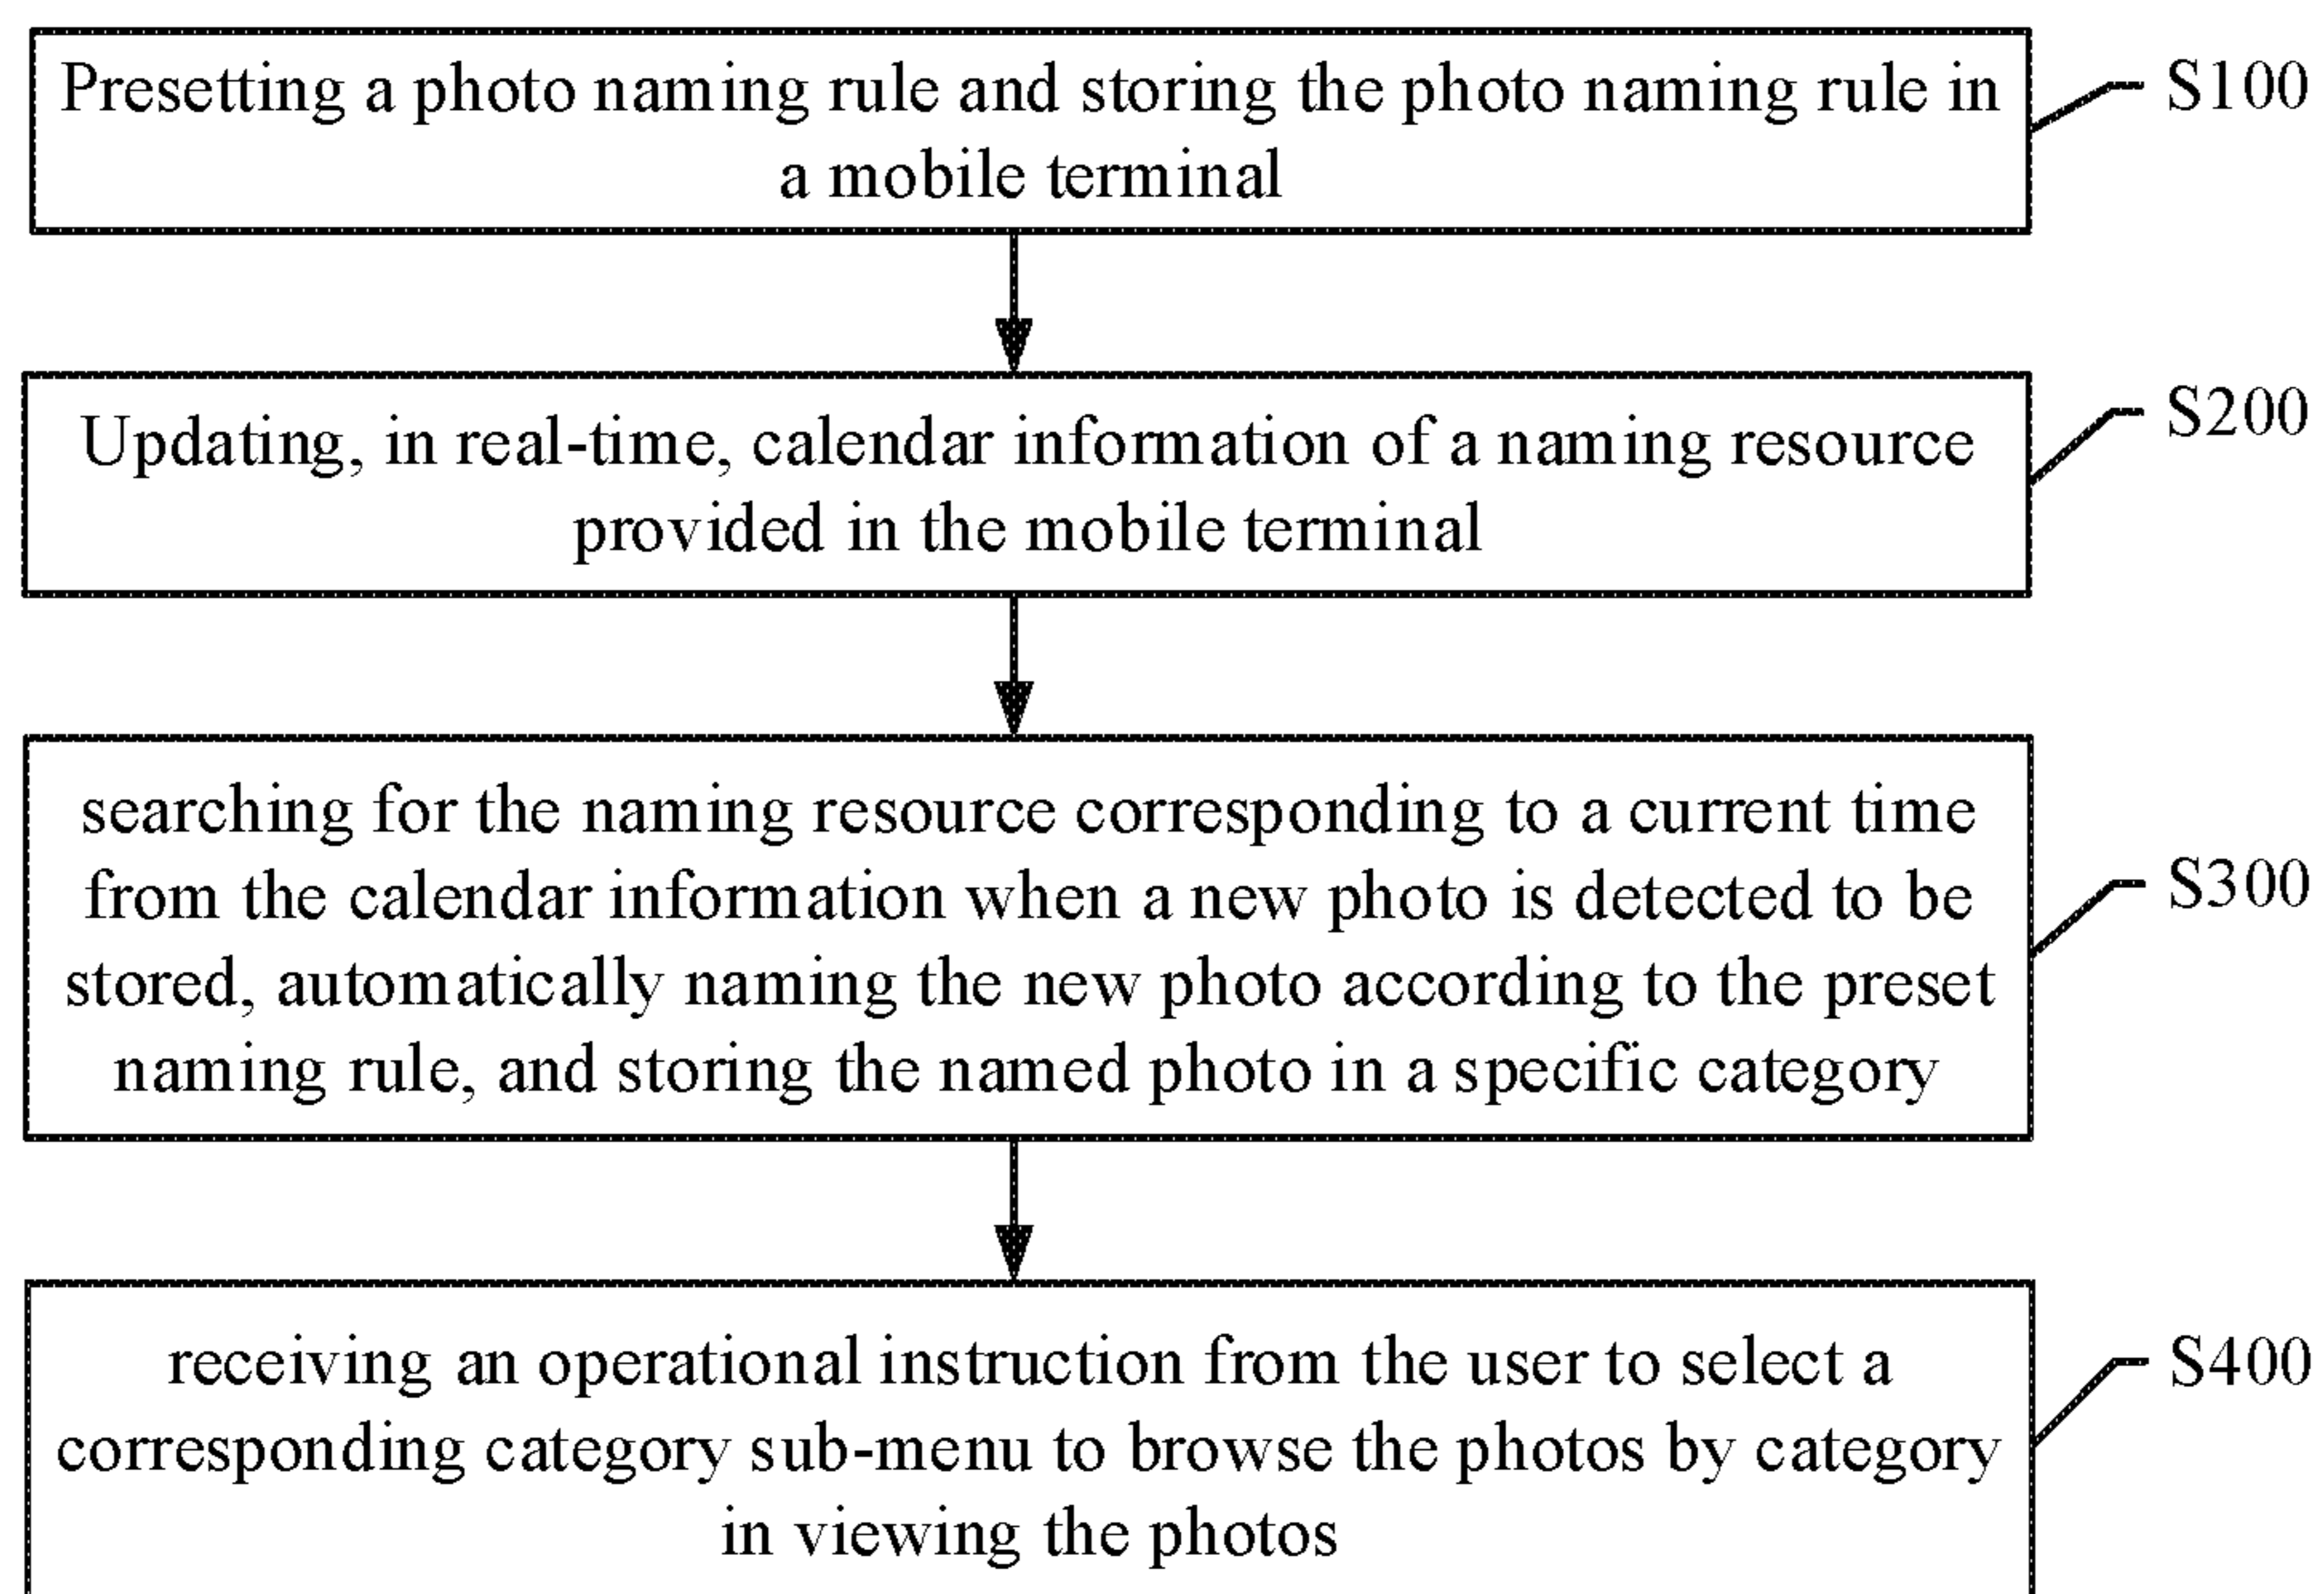 Presetting a photo naming rule and storing the photo naming rule in
a mobile terminal
S100
Updating, in real-time, calendar information of a naming resource
provided in the mobile terminal
S200
searching for the naming resource corresponding to a current time
from the calendar information when a new photo is detected to be
stored, automatically naming the new photo according to the preset
naming rule, and storing the named photo in a specific category
S300
receiving an operational instruction from the user to select a
corresponding category sub-menu to browse the photos by category
in viewing the photos
S400